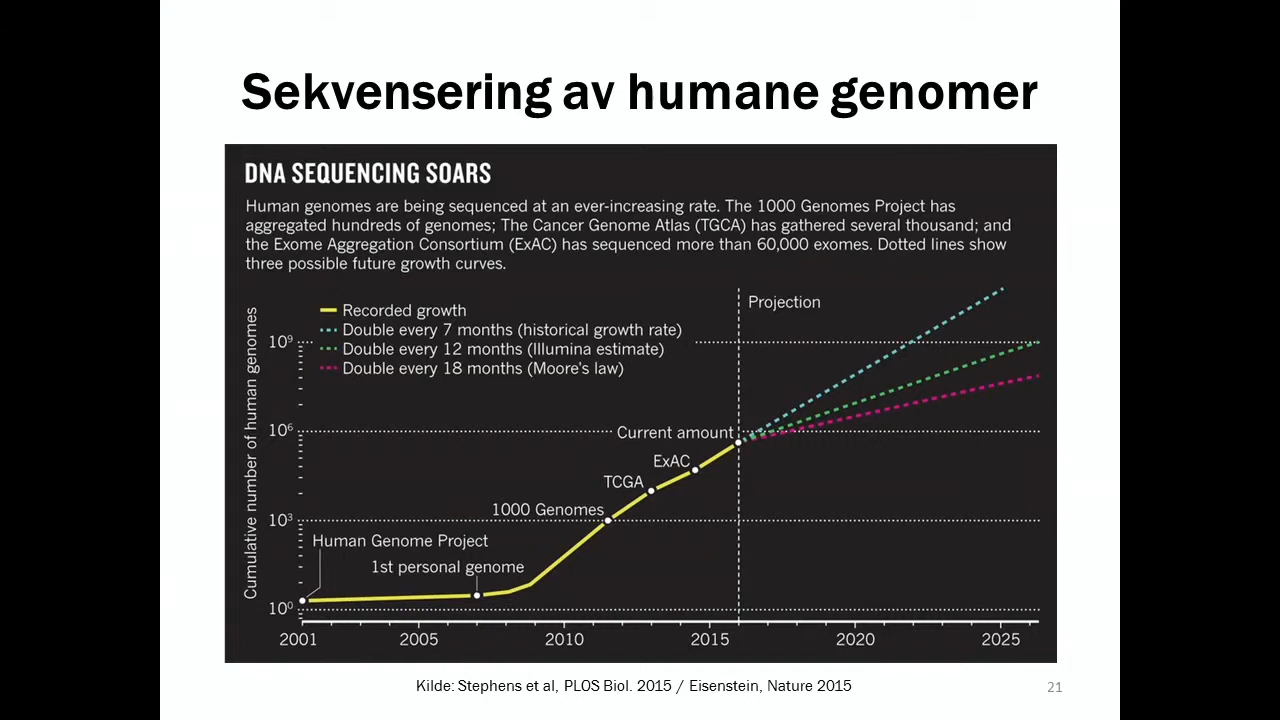 Sekvensering av humane genomer
DNA SEQUENCING SOARS
Human genomes are being sequenced at an ever-increasing rate. The 1000 Genomes Project has
aggregated hundreds of genomes; The Cancer Genome Atlas (TGCA) has gathered several thousand; and
the Exome Aggregation Consortium (ExAC) has sequenced more than 60,000 exomes. Dotted lines show
three possible future growth curves.
Cumulative number of human genomes
Recorded growth
Double every 7 months (historical growth rate)
Double every 12 months (Illumina estimate)
Double every 18 months (Moore's law)
Projection
10⁹
10⁶
10³
10⁰
Current amount
ExAC
TCGA
1000 Genomes
Human Genome Project
1st personal genome
2001 2005 2010 2015 2020 2025
Kilde: Stephens et al, PLOS Biol. 2015 / Eisenstein, Nature 2015
21